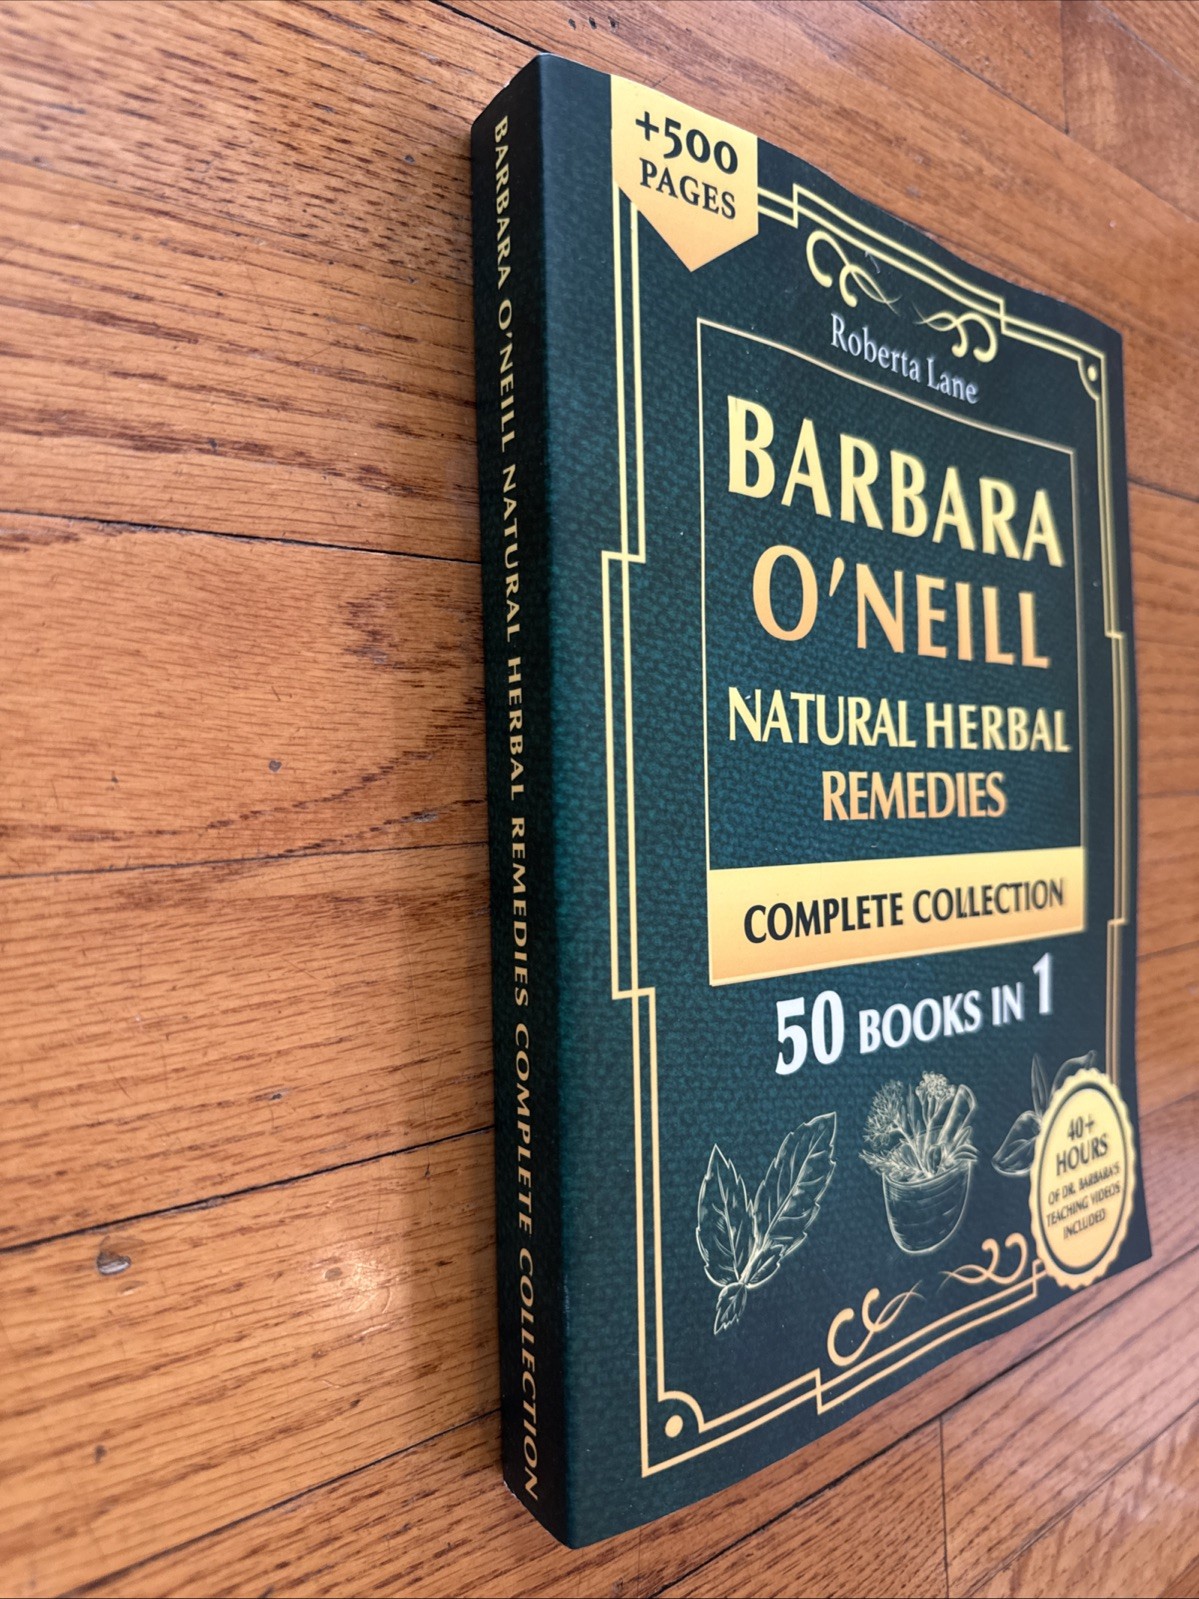 +500
PAGES
Roberta Lane
BARBARA
O'NEILL
NATURAL HERBAL
REMEDIES
COMPLETE COLLECTION
50 BOOKS IN 1
40+
HOURS
OF DR. BARBARA'S
TEACHING VIDEOS
INCLUDED
BARBARA O'NEILL NATURAL HERBAL REMEDIES COMPLETE COLLECTION